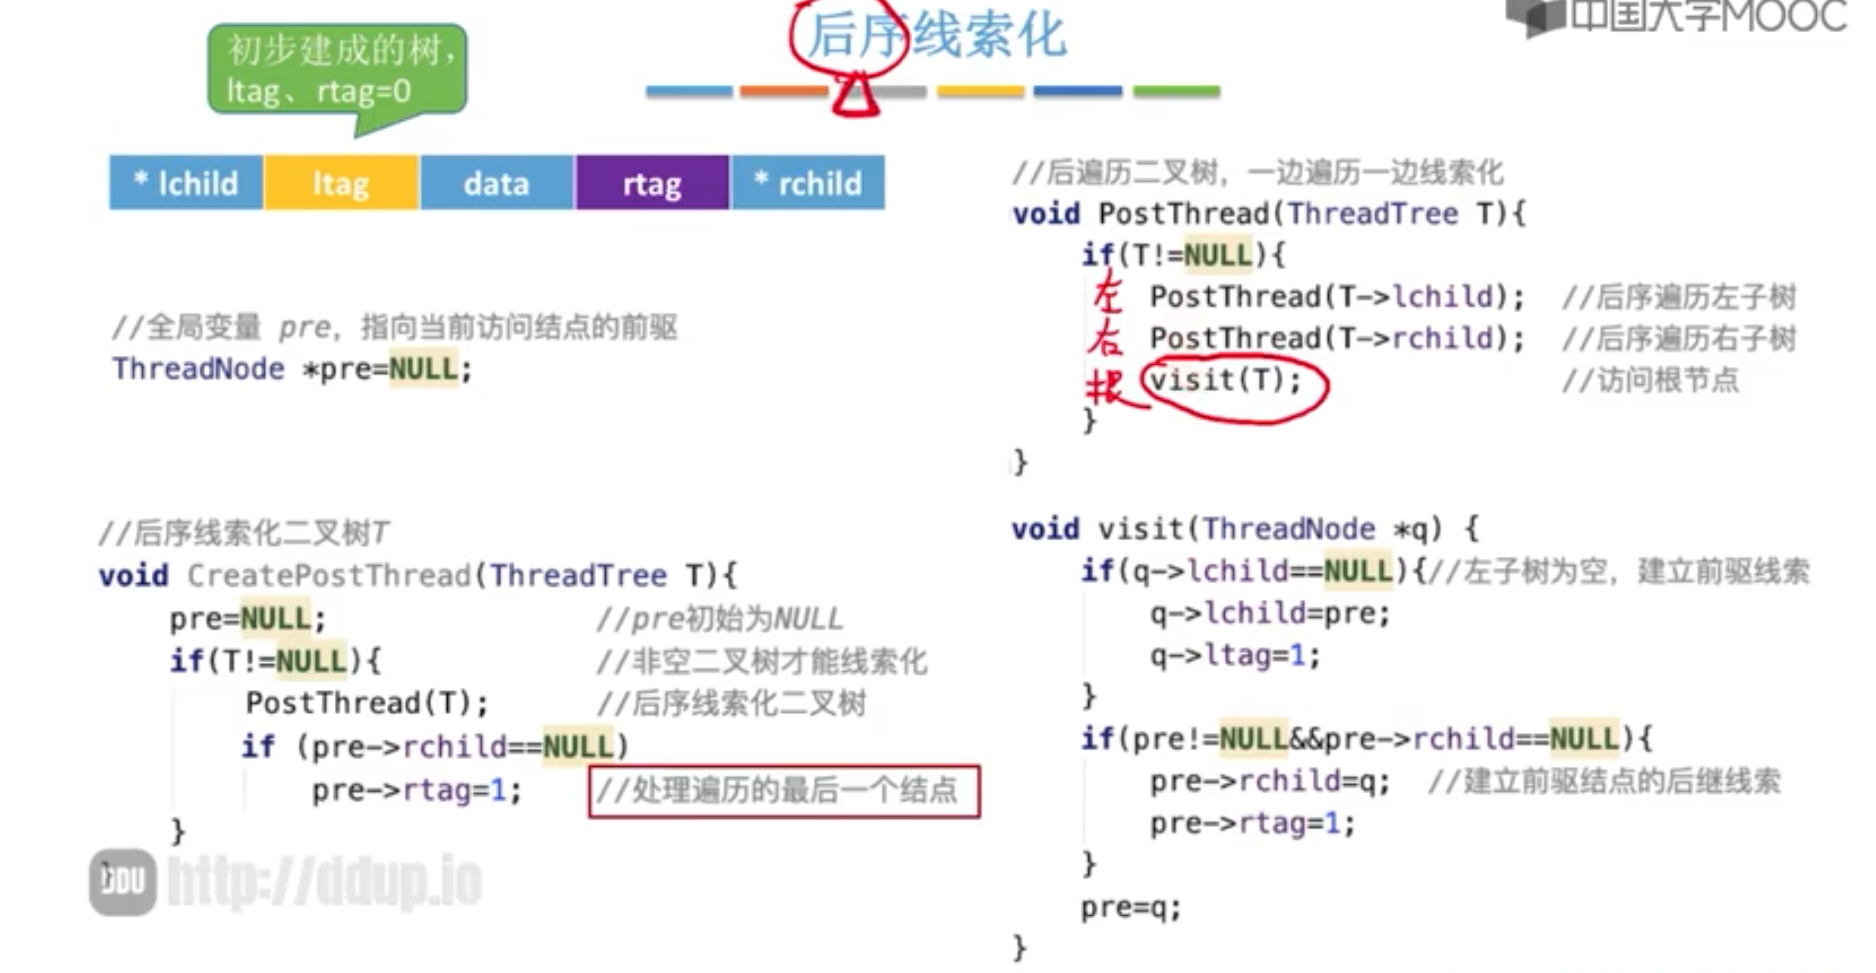 后序线索化
中国大学MOOC
初步建成的树，
ltag、rtag=0
* lchild ltag data rtag * rchild
//全局变量 pre，指向当前访问结点的前驱
ThreadNode *pre=NULL;
//后序线索化二叉树T
void CreatePostThread(ThreadTree T){
pre=NULL; //pre初始为NULL
if(T!=NULL){ //非空二叉树才能线索化
PostThread(T); //后序线索化二叉树
if (pre->rchild==NULL)
pre->rtag=1; //处理遍历的最后一个结点
}
}
DDU http://ddup.io
//后遍历二叉树，一边遍历一边线索化
void PostThread(ThreadTree T){
if(T!=NULL){
左 PostThread(T->lchild); //后序遍历左子树
右 PostThread(T->rchild); //后序遍历右子树
根 visit(T); //访问根节点
}
}
void visit(ThreadNode *q) {
if(q->lchild==NULL){//左子树为空，建立前驱线索
q->lchild=pre;
q->ltag=1;
}
if(pre!=NULL&&pre->rchild==NULL){
pre->rchild=q; //建立前驱结点的后继线索
pre->rtag=1;
}
pre=q;
}